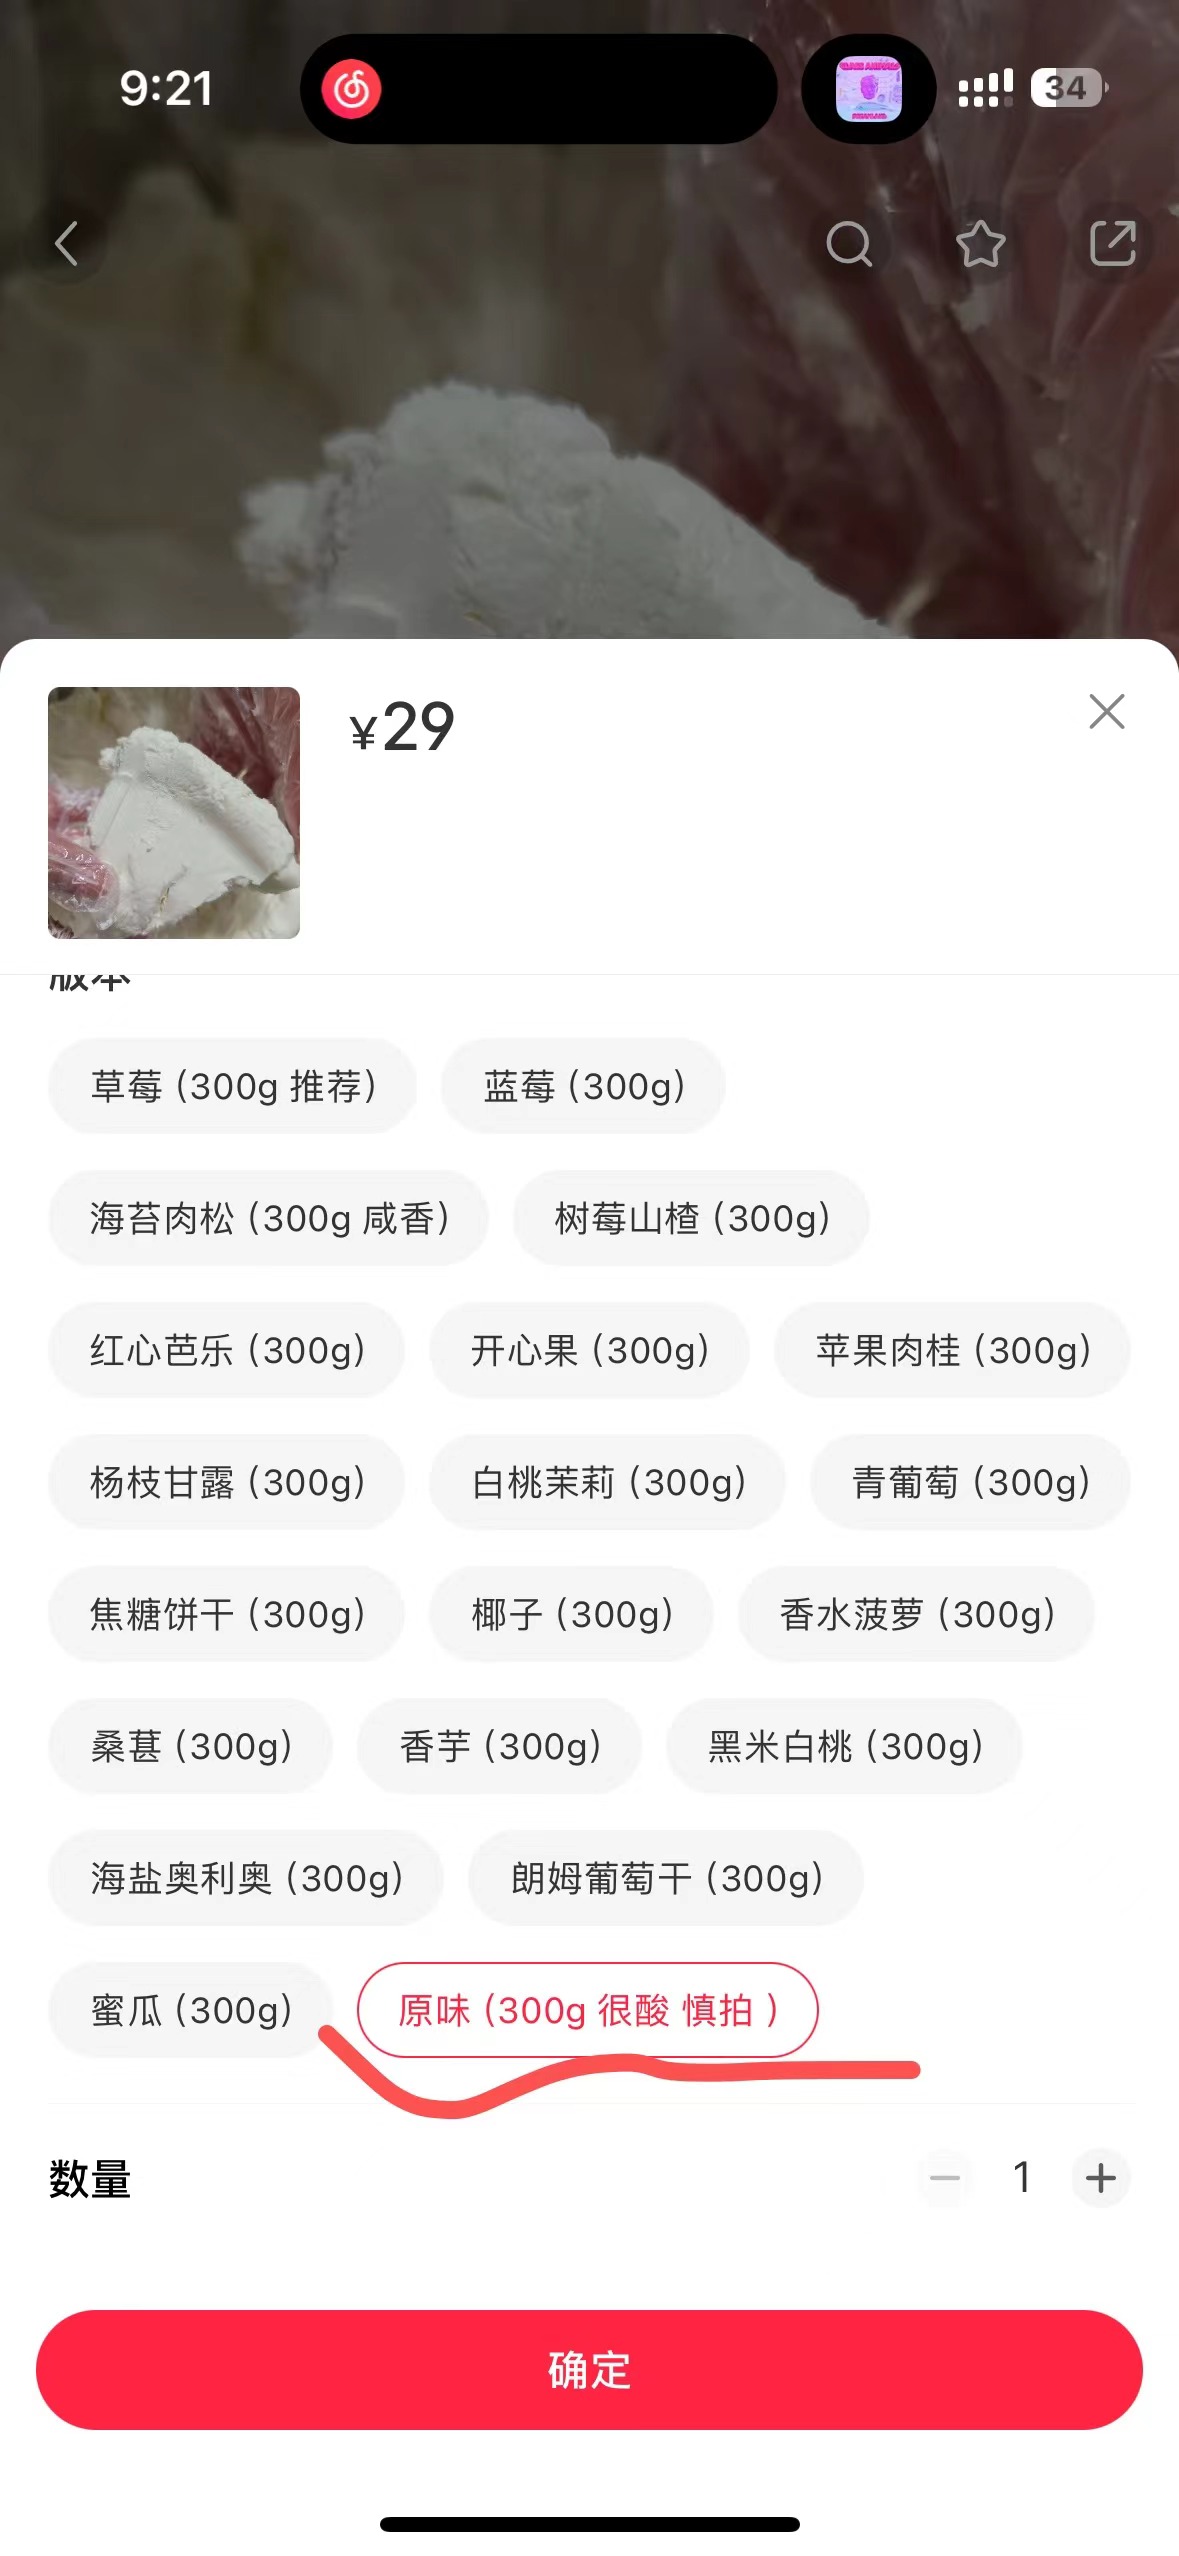 9:21
34
¥29
版本
草莓 (300g 推荐)
蓝莓 (300g)
海苔肉松 (300g 咸香)
树莓山楂 (300g)
红心芭乐 (300g)
开心果 (300g)
苹果肉桂 (300g)
杨枝甘露 (300g)
白桃茉莉 (300g)
青葡萄 (300g)
焦糖饼干 (300g)
椰子 (300g)
香水菠萝 (300g)
桑葚 (300g)
香芋 (300g)
黑米白桃 (300g)
海盐奥利奥 (300g)
朗姆葡萄干 (300g)
蜜瓜 (300g)
原味 (300g 很酸 慎拍 )
数量
1
确定